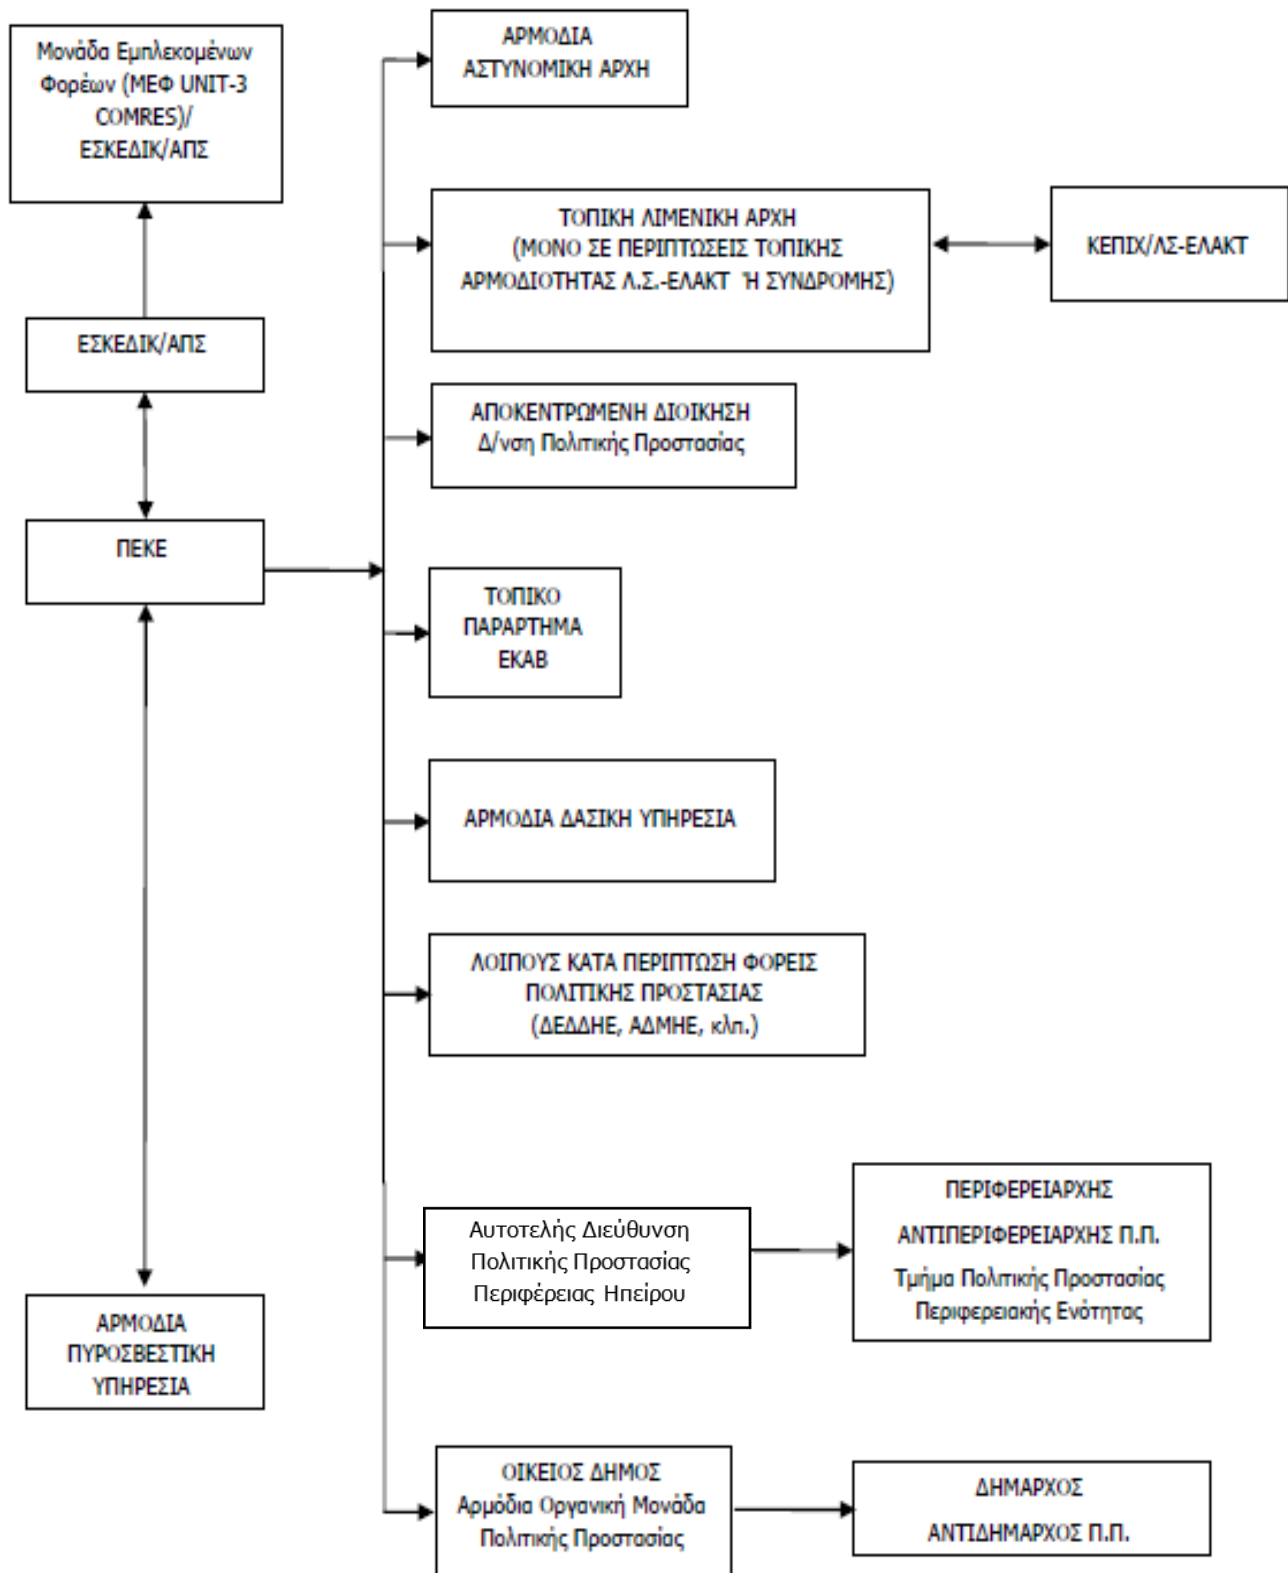 Μονάδα Εμπλεκομένων
Φορέων (ΜΕΦ UNIT-3
COMRES)/
ΕΣΚΕΔΙΚ/ΑΠΣ
ΕΣΚΕΔΙΚ/ΑΠΣ
ΠΕΚΕ
ΑΡΜΟΔΙΑ
ΠΥΡΟΣΒΕΣΤΙΚΗ
ΥΠΗΡΕΣΙΑ
ΑΡΜΟΔΙΑ
ΑΣΤΥΝΟΜΙΚΗ ΑΡΧΗ
ΤΟΠΙΚΗ ΛΙΜΕΝΙΚΗ ΑΡΧΗ
(ΜΟΝΟ ΣΕ ΠΕΡΙΠΤΩΣΕΙΣ ΤΟΠΙΚΗΣ
ΑΡΜΟΔΙΟΤΗΤΑΣ Λ.Σ.-ΕΛΑΚΤ Ή ΣΥΝΔΡΟΜΗΣ)
ΚΕΠΙΧ/ΛΣ-ΕΛΑΚΤ
ΑΠΟΚΕΝΤΡΩΜΕΝΗ ΔΙΟΙΚΗΣΗ
Δ/νση Πολιτικής Προστασίας
ΤΟΠΙΚΟ
ΠΑΡΑΡΤΗΜΑ
ΕΚΑΒ
ΑΡΜΟΔΙΑ ΔΑΣΙΚΗ ΥΠΗΡΕΣΙΑ
ΛΟΙΠΟΥΣ ΚΑΤΑ ΠΕΡΙΠΤΩΣΗ ΦΟΡΕΙΣ
ΠΟΛΙΤΙΚΗΣ ΠΡΟΣΤΑΣΙΑΣ
(ΔΕΔΔΗΕ, ΑΔΜΗΕ, κλπ.)
Αυτοτελής Διεύθυνση
Πολιτικής Προστασίας
Περιφέρειας Ηπείρου
ΠΕΡΙΦΕΡΕΙΑΡΧΗΣ
ΑΝΤΙΠΕΡΙΦΕΡΕΙΑΡΧΗΣ Π.Π.
Τμήμα Πολιτικής Προστασίας
Περιφερειακής Ενότητας
ΟΙΚΕΙΟΣ ΔΗΜΟΣ
Αρμόδια Οργανική Μονάδα
Πολιτικής Προστασίας
ΔΗΜΑΡΧΟΣ
ΑΝΤΙΔΗΜΑΡΧΟΣ Π.Π.